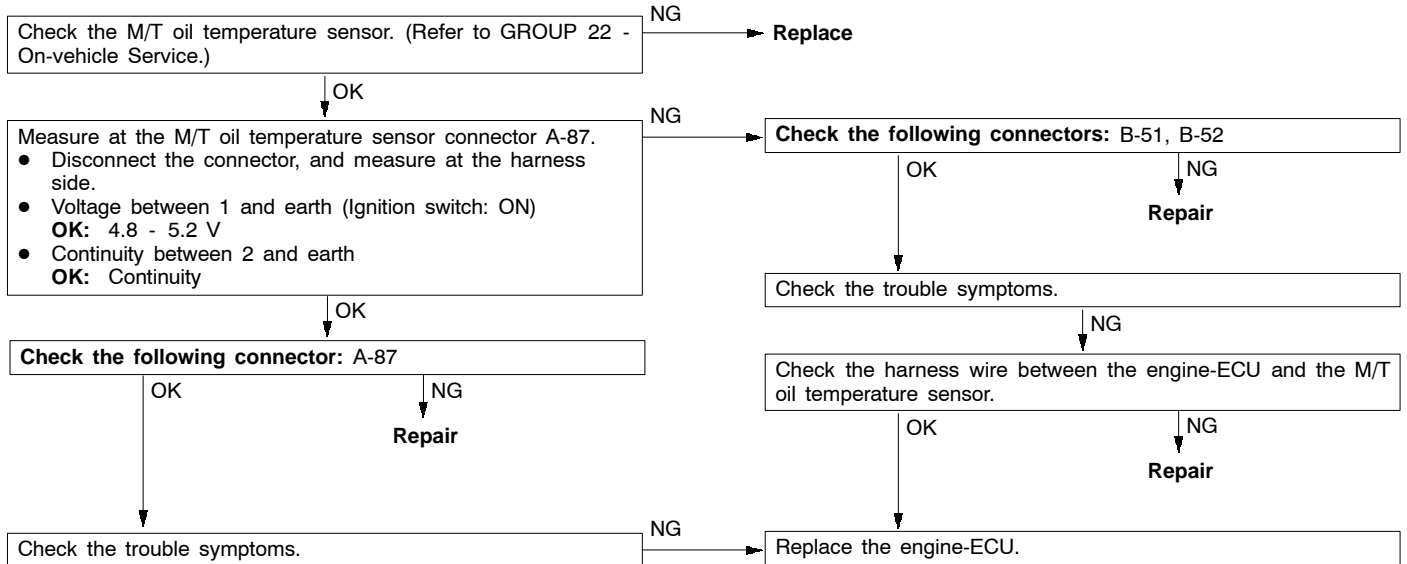 Check the M/T oil temperature sensor. (Refer to GROUP 22 -
On-vehicle Service.)
NG
Replace
OK
Measure at the M/T oil temperature sensor connector A-87.
● Disconnect the connector, and measure at the harness
side.
● Voltage between 1 and earth (Ignition switch: ON)
OK: 4.8 - 5.2 V
● Continuity between 2 and earth
OK: Continuity
NG
Check the following connectors: B-51, B-52
OK
NG
Repair
Check the trouble symptoms.
NG
Check the harness wire between the engine-ECU and the M/T
oil temperature sensor.
OK
NG
Repair
OK
Check the following connector: A-87
OK
NG
Repair
Check the trouble symptoms.
NG
Replace the engine-ECU.